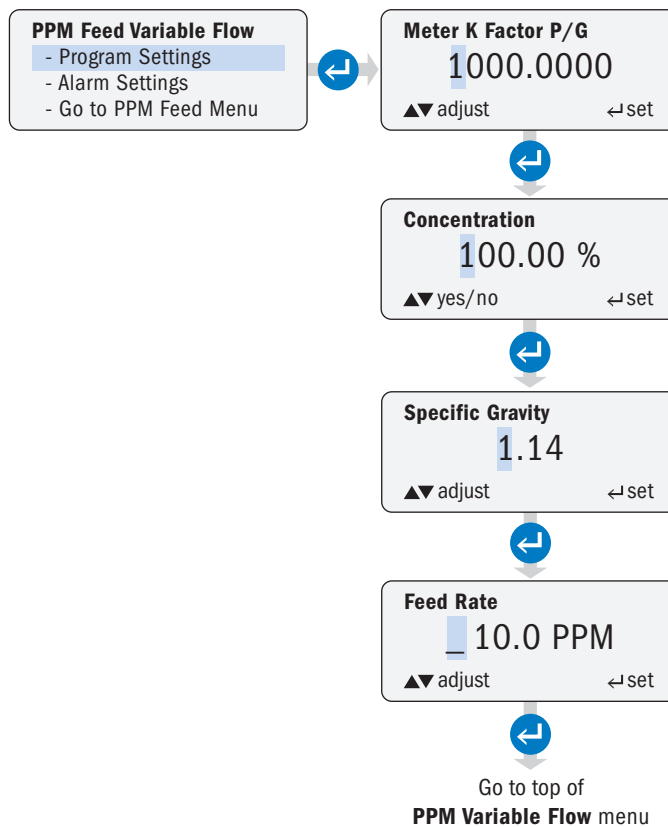 PPM Feed Variable Flow
- Program Settings
- Alarm Settings
- Go to PPM Feed Menu
Meter K Factor P/G
1000.0000
▲▼ adjust ↵ set
Concentration
100.00 %
▲▼ yes/no ↵ set
Specific Gravity
1.14
▲▼ adjust ↵ set
Feed Rate
_ 10.0 PPM
▲▼ adjust ↵ set
Go to top of
PPM Variable Flow menu